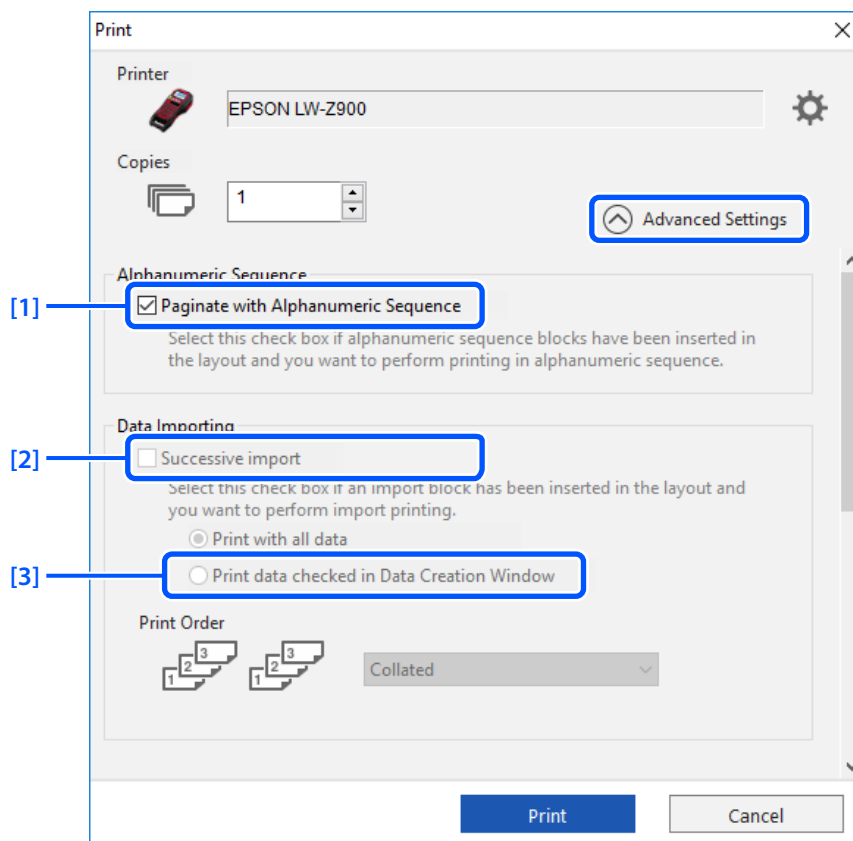 Print
Printer
EPSON LW-Z900
Copies
1
Advanced Settings
Alphanumeric Sequence
[1]
Paginate with Alphanumeric Sequence
Select this check box if alphanumeric sequence blocks have been inserted in
the layout and you want to perform printing in alphanumeric sequence.
Data Importing
[2]
Successive import
Select this check box if an import block has been inserted in the layout and
you want to perform import printing.
Print with all data
[3]
Print data checked in Data Creation Window
Print Order
1 2 3 1 2 3
Collated
Print
Cancel